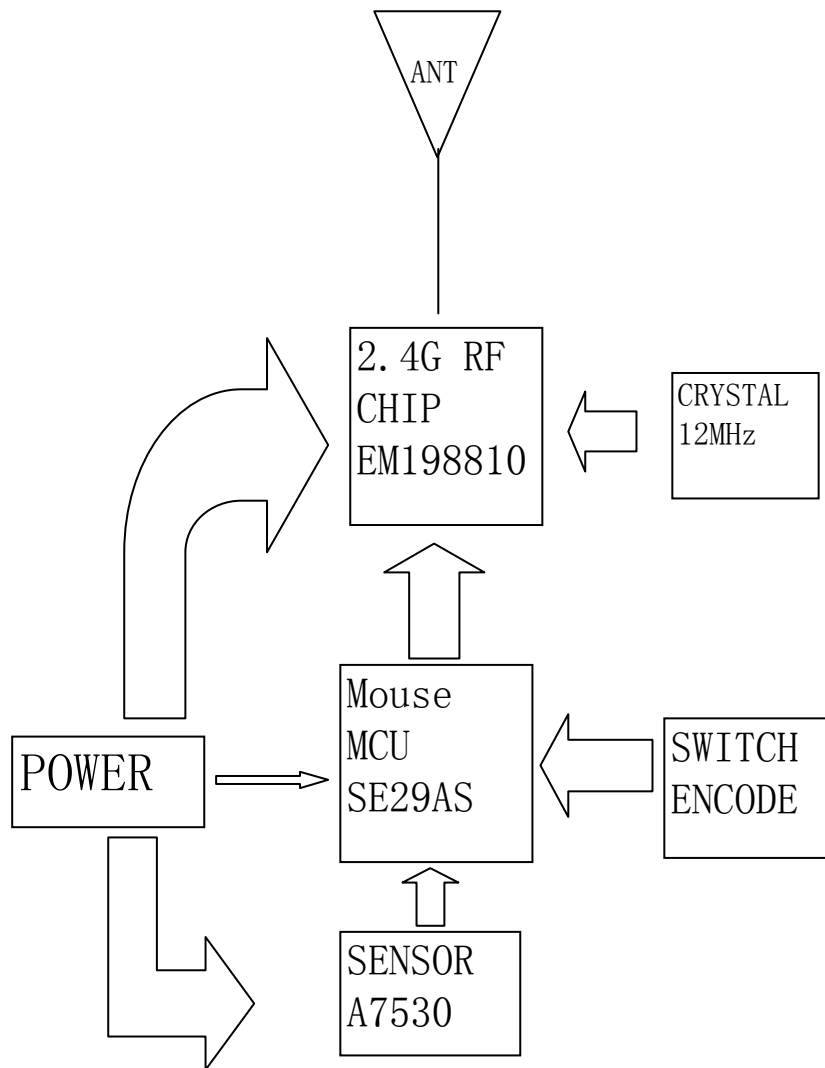 ANT
2.4G RF
CHIP
EM198810
CRYSTAL
12MHz
Mouse
MCU
SE29AS
POWER
SWITCH
ENCODE
SENSOR
A7530